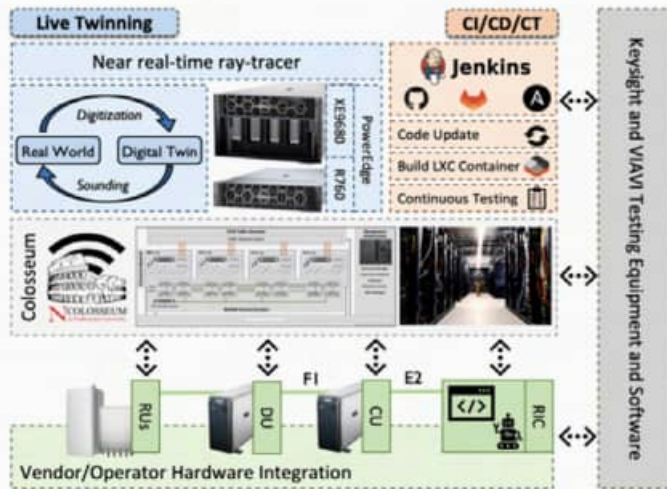 Live Twinning
CI/CD/CT
Near real-time ray-tracer
Jenkins
Digitization
Real World
Digital Twin
Sounding
XE9680
R760
PowerEdge
A
Code Update
Build LXC Container
Continuous Testing
Colosseum
COLOSSEUM
F1
E2
RUs
DU
CU
</>
RIC
Vendor/Operator Hardware Integration
Keysight and VIAVI Testing Equipment and Software